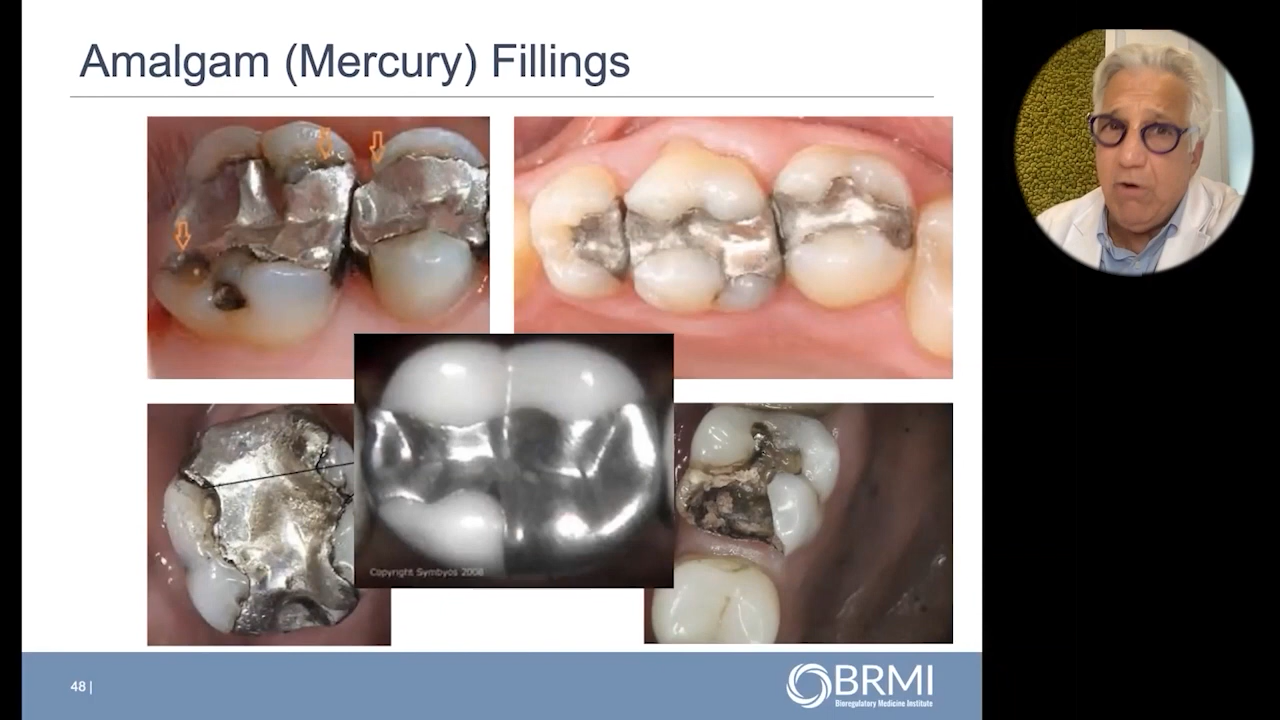 Amalgam (Mercury) Fillings
Copyright Symbyos 2008
48 |
BRMI
Bioregulatory Medicine Institute